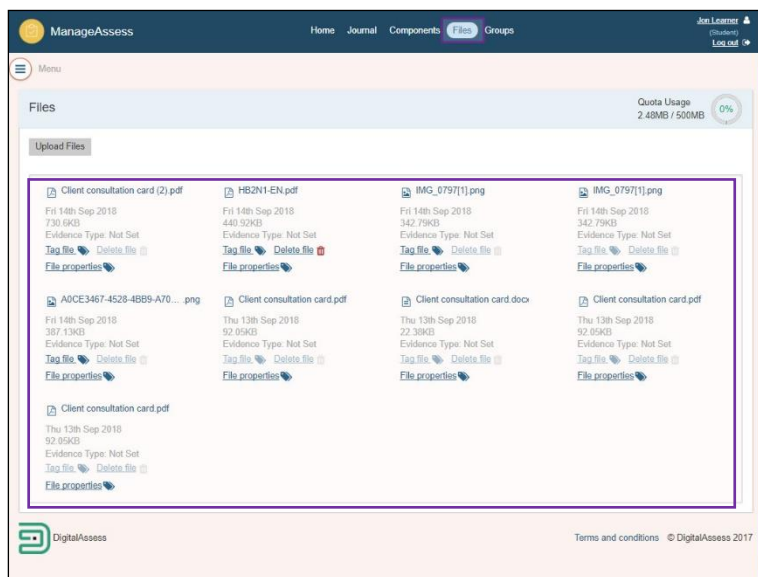 ManageAssess
Home Journal Components Files Groups
Jon Learner
(Student)
Log out
Menu
Files
Quota Usage
2.48MB / 500MB
0%
Upload Files
Client consultation card (2).pdf
Fri 14th Sep 2018
730.6KB
Evidence Type: Not Set
Tag file Delete file
File properties
HB2N1-EN.pdf
Fri 14th Sep 2018
440.92KB
Evidence Type: Not Set
Tag file Delete file
File properties
IMG_0797[1].png
Fri 14th Sep 2018
342.79KB
Evidence Type: Not Set
Tag file Delete file
File properties
IMG_0797[1].png
Fri 14th Sep 2018
342.79KB
Evidence Type: Not Set
Tag file Delete file
File properties
A0CE3467-4528-4BB9-A70... .png
Fri 14th Sep 2018
387.13KB
Evidence Type: Not Set
Tag file Delete file
File properties
Client consultation card.pdf
Thu 13th Sep 2018
92.05KB
Evidence Type: Not Set
Tag file Delete file
File properties
Client consultation card.docx
Thu 13th Sep 2018
22.38KB
Evidence Type: Not Set
Tag file Delete file
File properties
Client consultation card.pdf
Thu 13th Sep 2018
92.05KB
Evidence Type: Not Set
Tag file Delete file
File properties
Client consultation card.pdf
Thu 13th Sep 2018
92.05KB
Evidence Type: Not Set
Tag file Delete file
File properties
DigitalAssess
Terms and conditions © DigitalAssess 2017